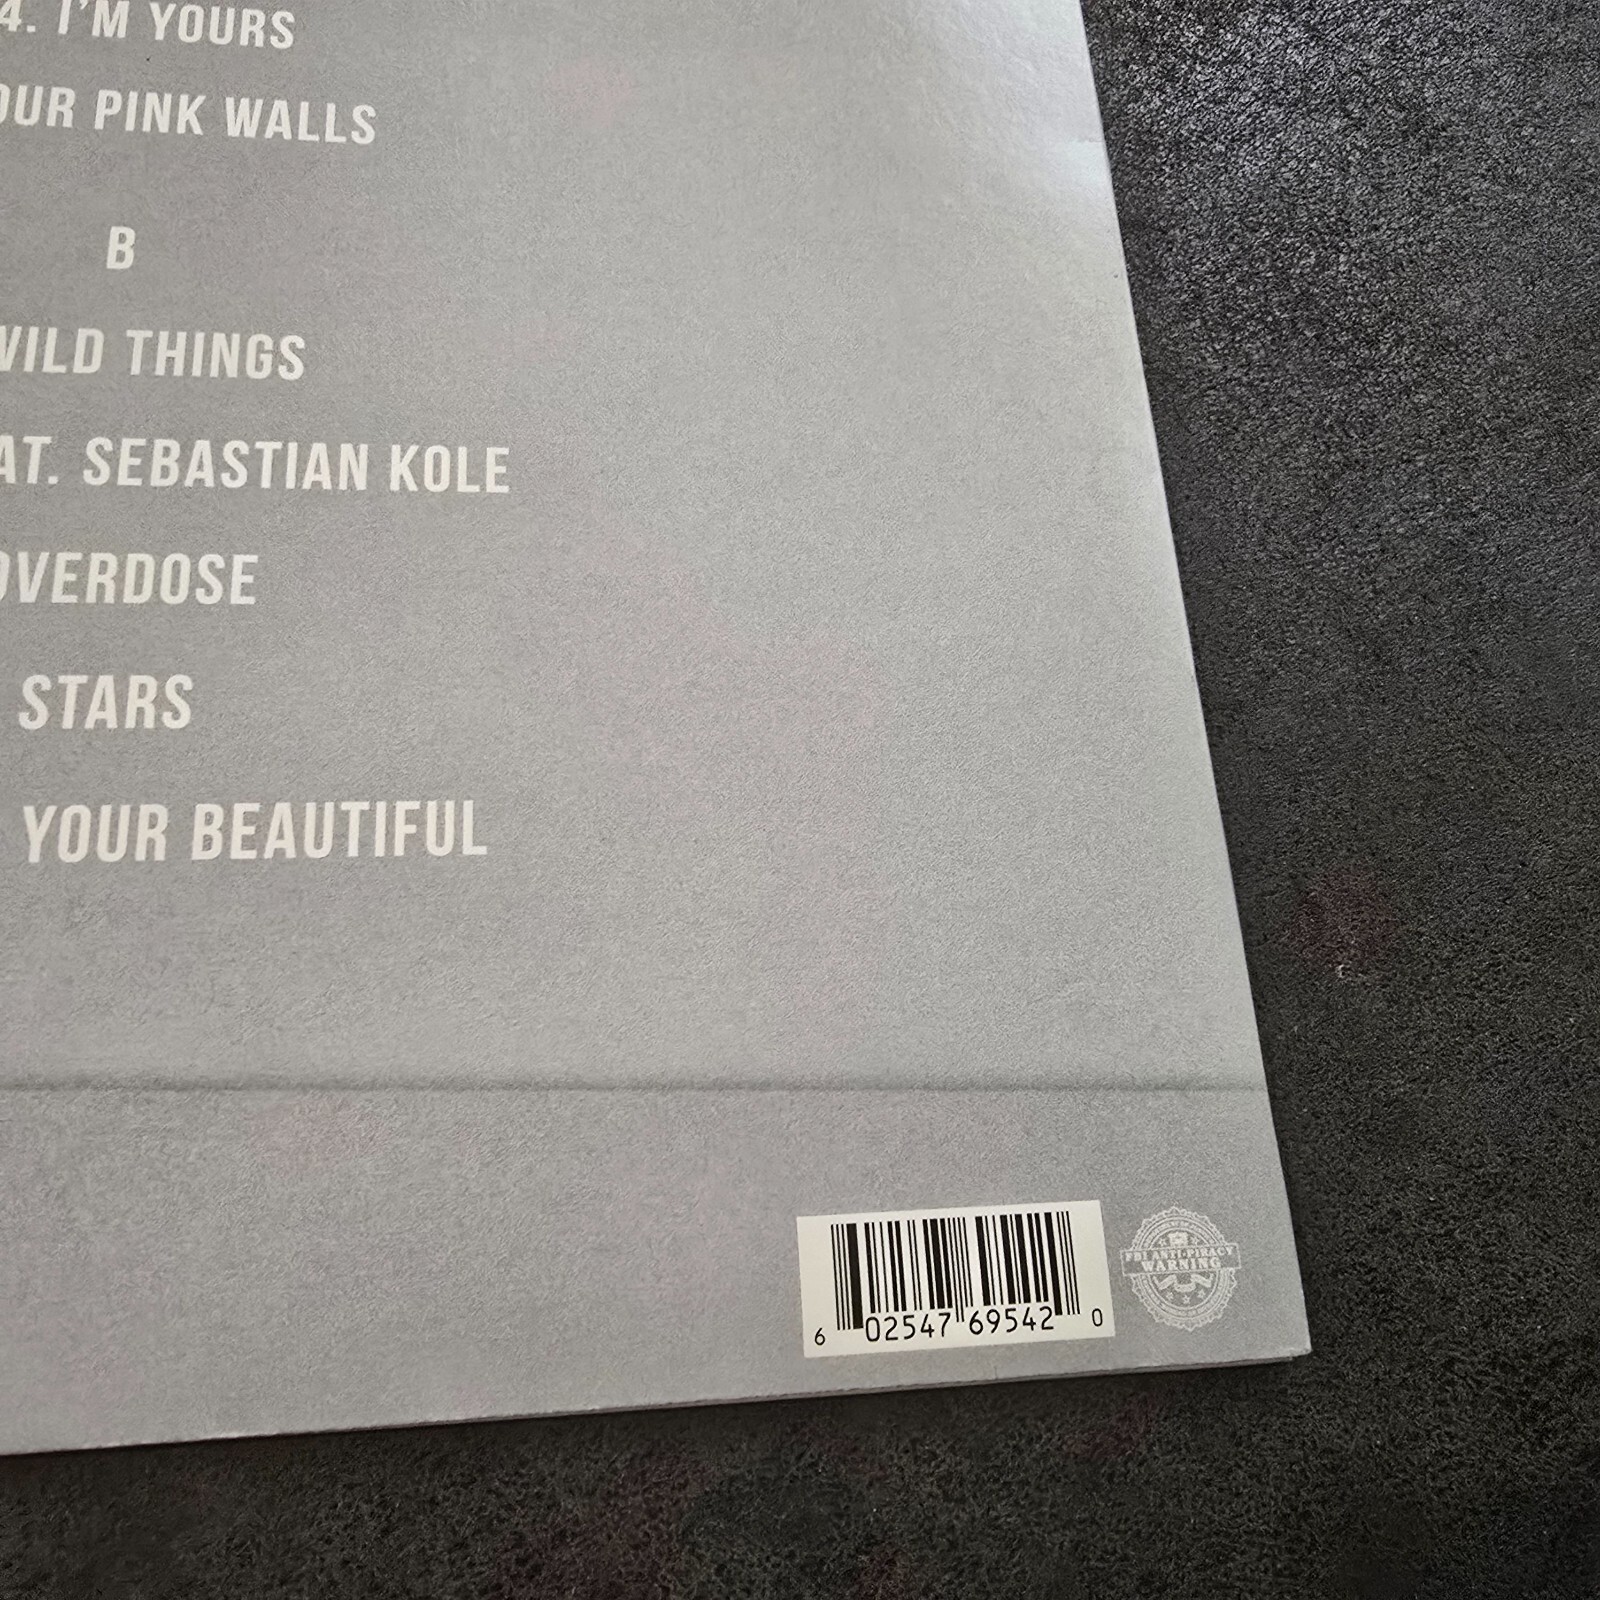 4. I'M YOURS
OUR PINK WALLS
B
WILD THINGS
AT. SEBASTIAN KOLE
OVERDOSE
STARS
YOUR BEAUTIFUL
6 02547 69542 0
FBI ANTI-PIRACY
WARNING